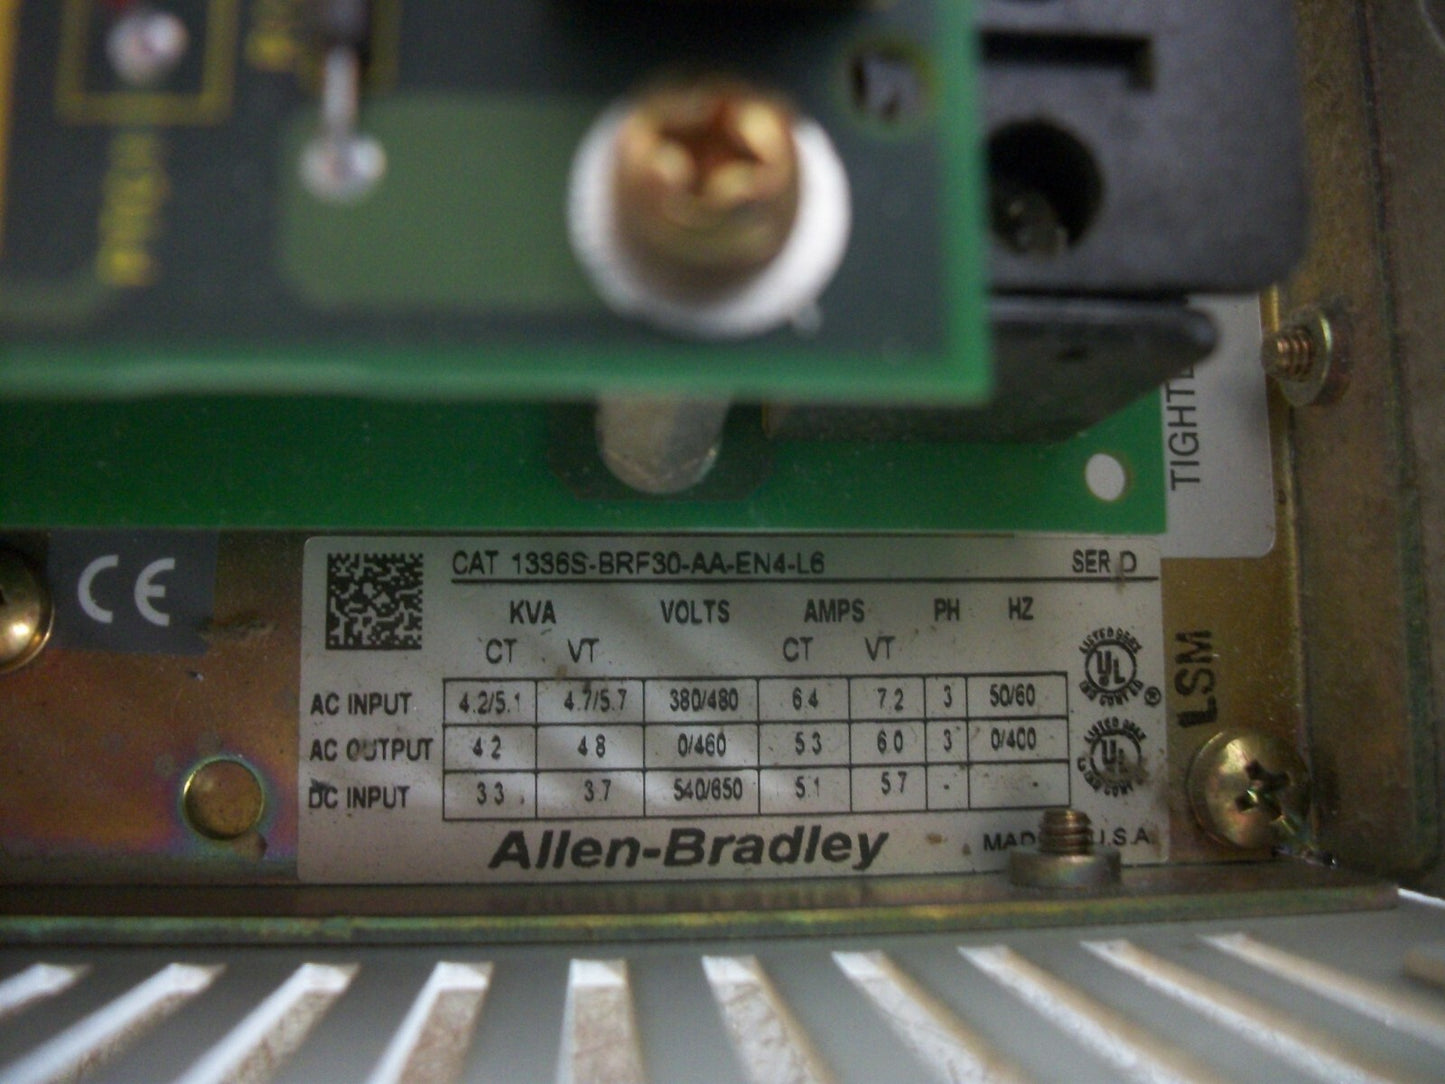 TIGHTE
CE
CAT 1336S-BRF30-AA-EN4-L6 SER D
KVA VOLTS AMPS PH HZ
CT VT CT VT
AC INPUT 4.2/5.1 4.7/5.7 380/480 6.4 7.2 3 50/60
AC OUTPUT 4.2 4.8 0/460 5.3 6.0 3 0/400
DC INPUT 3.3 3.7 540/650 5.1 5.7 - - -
Allen-Bradley U.S.A.
UL ®
UL
LSM